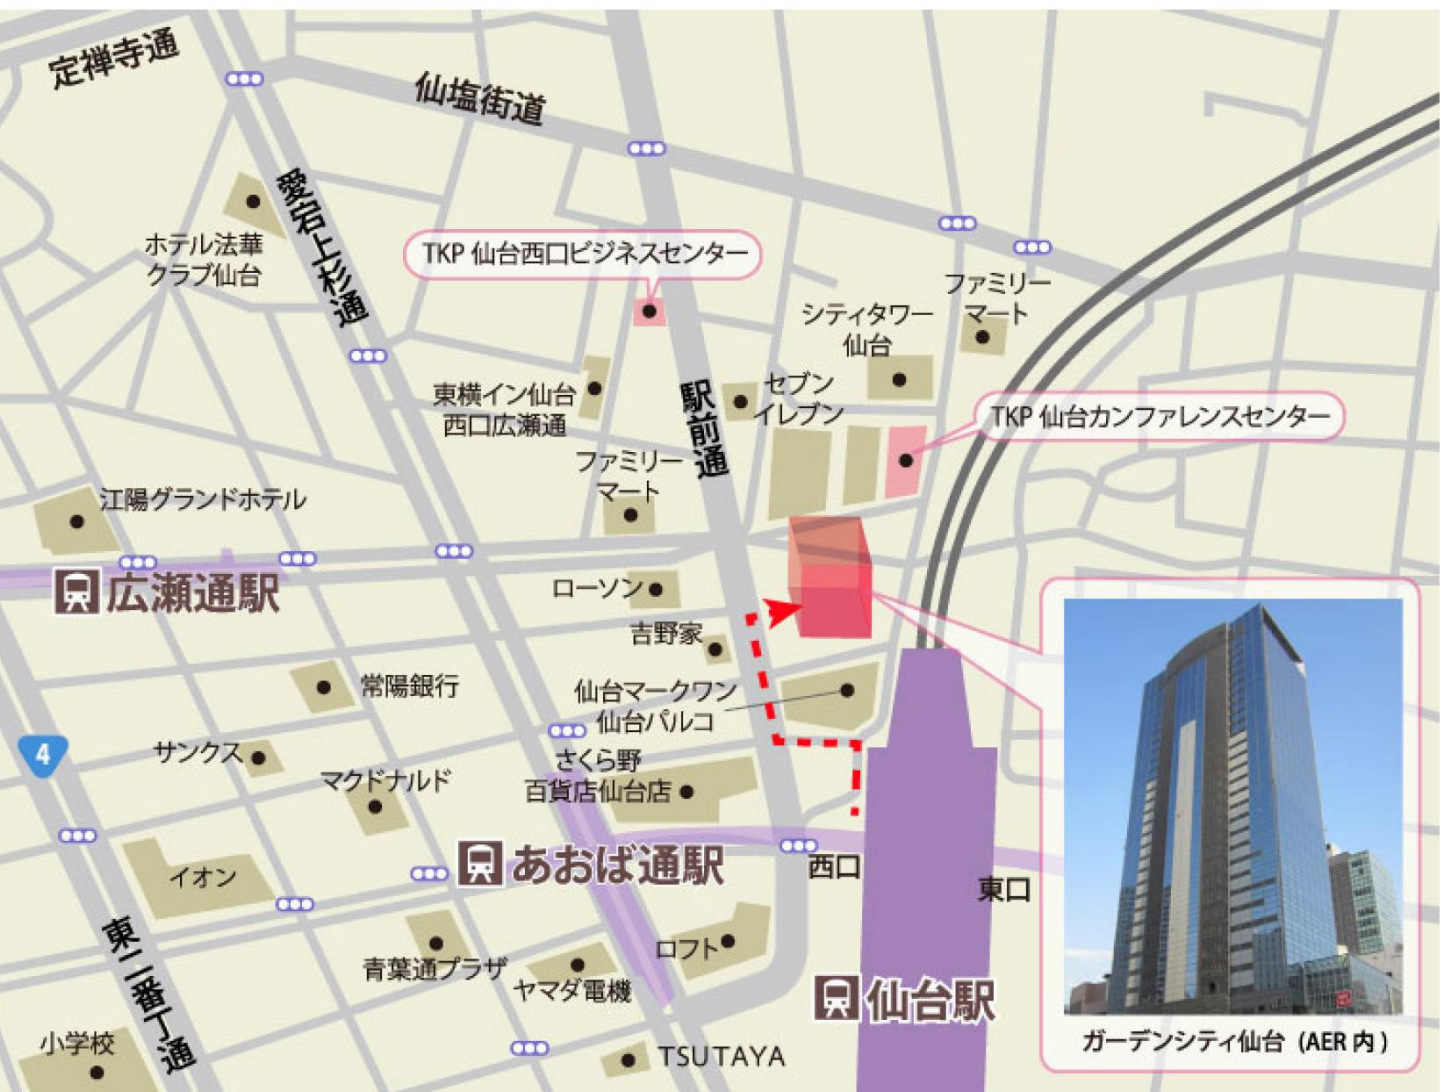 定禅寺通
仙塩街道
愛宕上杉通
ホテル法華
クラブ仙台
TKP 仙台西口ビジネスセンター
ファミリー
マート
シティタワー
仙台
東横イン仙台
西口広瀬通
駅前通
セブン
イレブン
TKP 仙台カンファレンスセンター
ファミリー
マート
江陽グランドホテル
広瀬通駅
ローソン
吉野家
常陽銀行
仙台マークワン
仙台パルコ
4
サンクス
マクドナルド
さくら野
百貨店仙台店
イオン
あおば通駅
西口
東口
東二番丁通
青葉通プラザ
ヤマダ電機
ロフト
仙台駅
小学校
TSUTAYA
ガーデンシティ仙台 (AER 内)